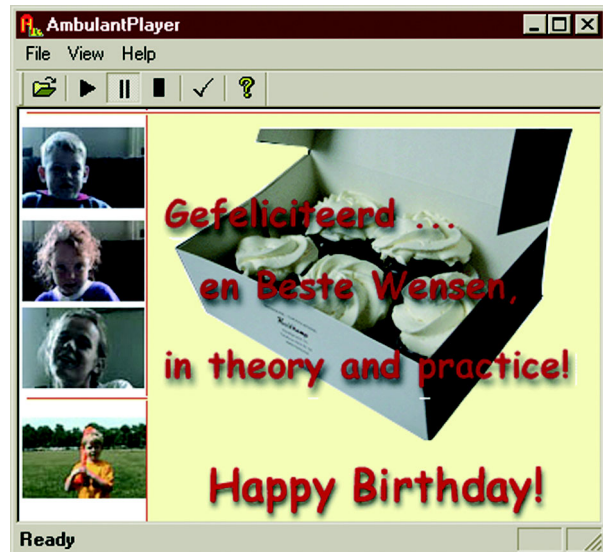 AmbulantPlayer
File View Help
Gefeliciteerd ...
en Beste Wensen,
in theory and practice!
Happy Birthday!
Ready